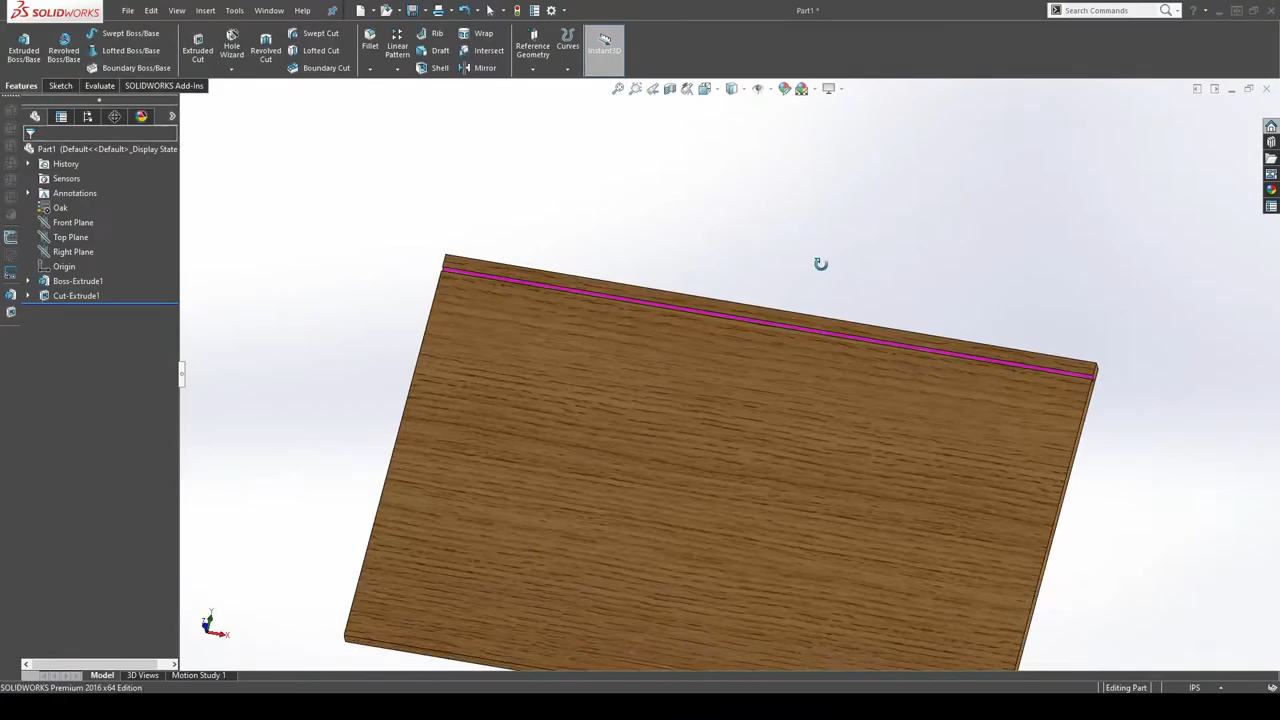 SOLIDWORKS
File Edit View Insert Tools Window Help
Part1 *
Search Commands
Extruded Boss/Base
Revolved Boss/Base
Swept Boss/Base
Lofted Boss/Base
Boundary Boss/Base
Extruded Cut
Hole Wizard
Revolved Cut
Swept Cut
Lofted Cut
Boundary Cut
Fillet
Linear Pattern
Rib
Draft
Shell
Wrap
Intersect
Mirror
Reference Geometry
Curves
Instant3D
Features Sketch Evaluate SOLIDWORKS Add-Ins
Part1 (Default<<Default>_Display State
History
Sensors
Annotations
Oak
Front Plane
Top Plane
Right Plane
Origin
Boss-Extrude1
Cut-Extrude1
Y
Z
X
Model 3D Views Motion Study 1
SOLIDWORKS Premium 2016 x64 Edition
Editing Part
IPS